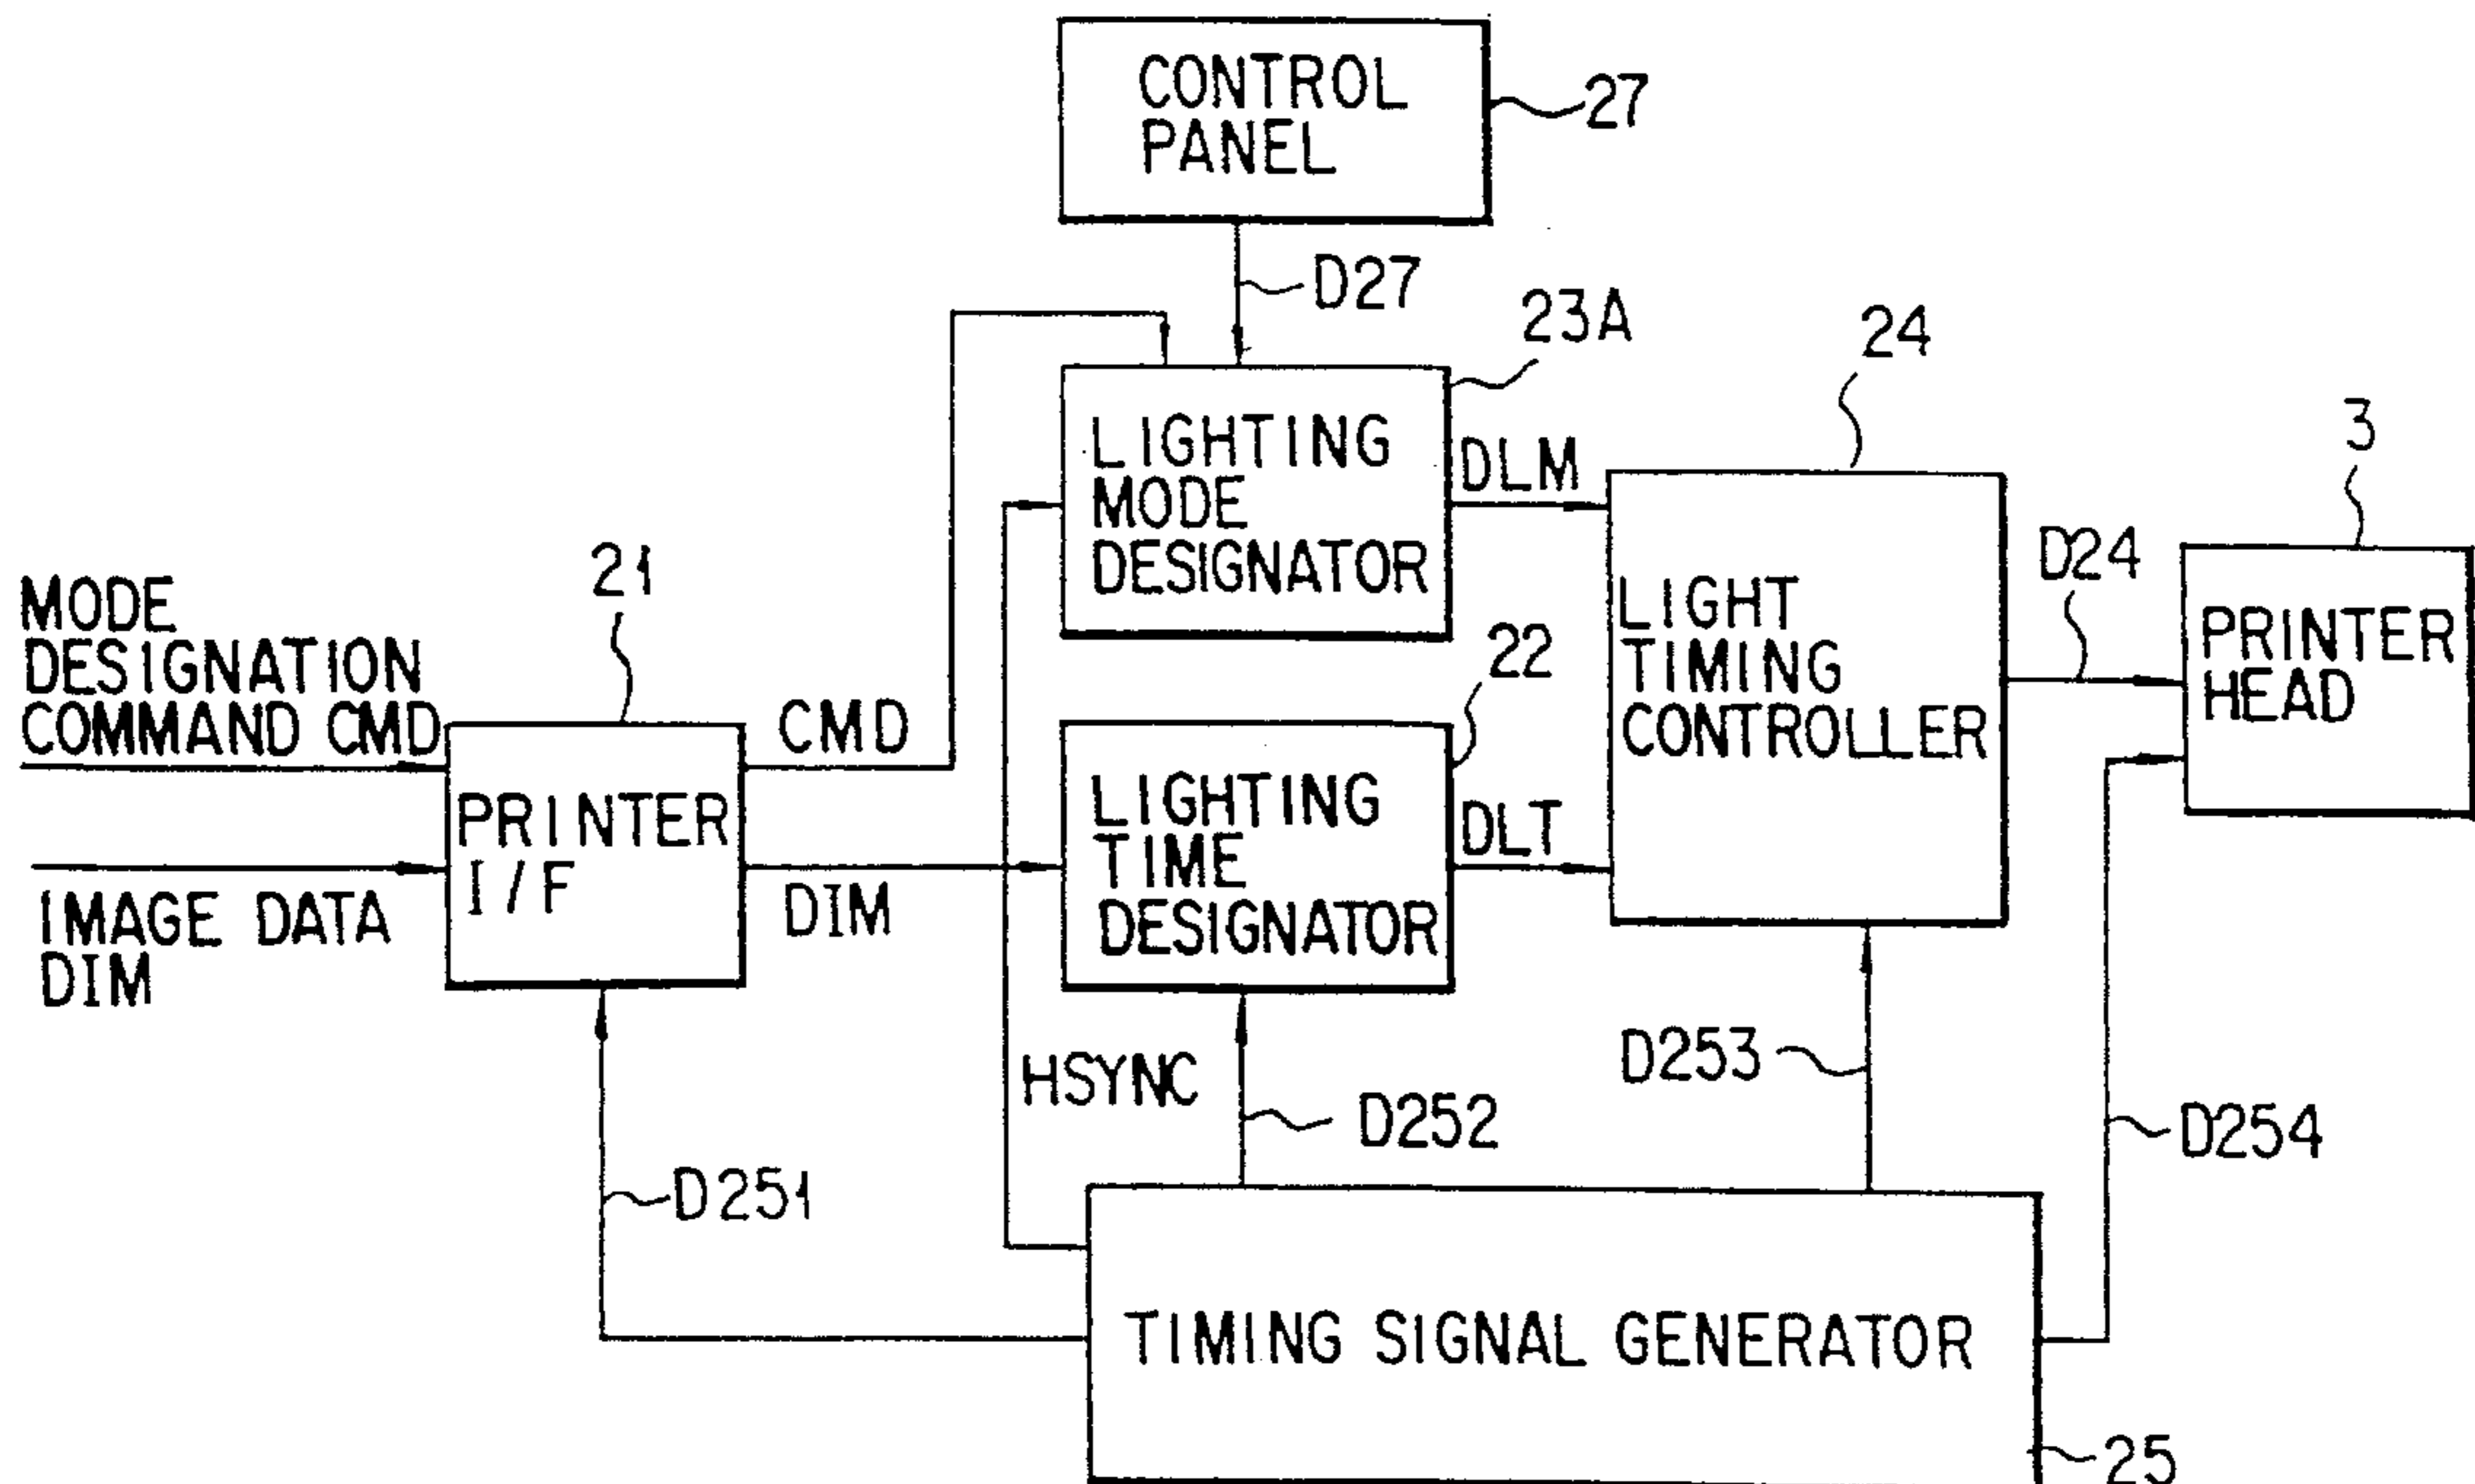 CONTROL
PANEL
27
D27
23A
24
3
LIGHTING
MODE
DESIGNATOR
DLM
D24
21
MODE
DESIGNATION
COMMAND CMD
CMD
22
LIGHT
TIMING
CONTROLLER
PRINTER
HEAD
PRINTER
I/F
LIGHTING
TIME
DESIGNATOR
DLT
IMAGE DATA
DIM
DIM
HSYNC
D252
D253
D254
D251
TIMING SIGNAL GENERATOR
25